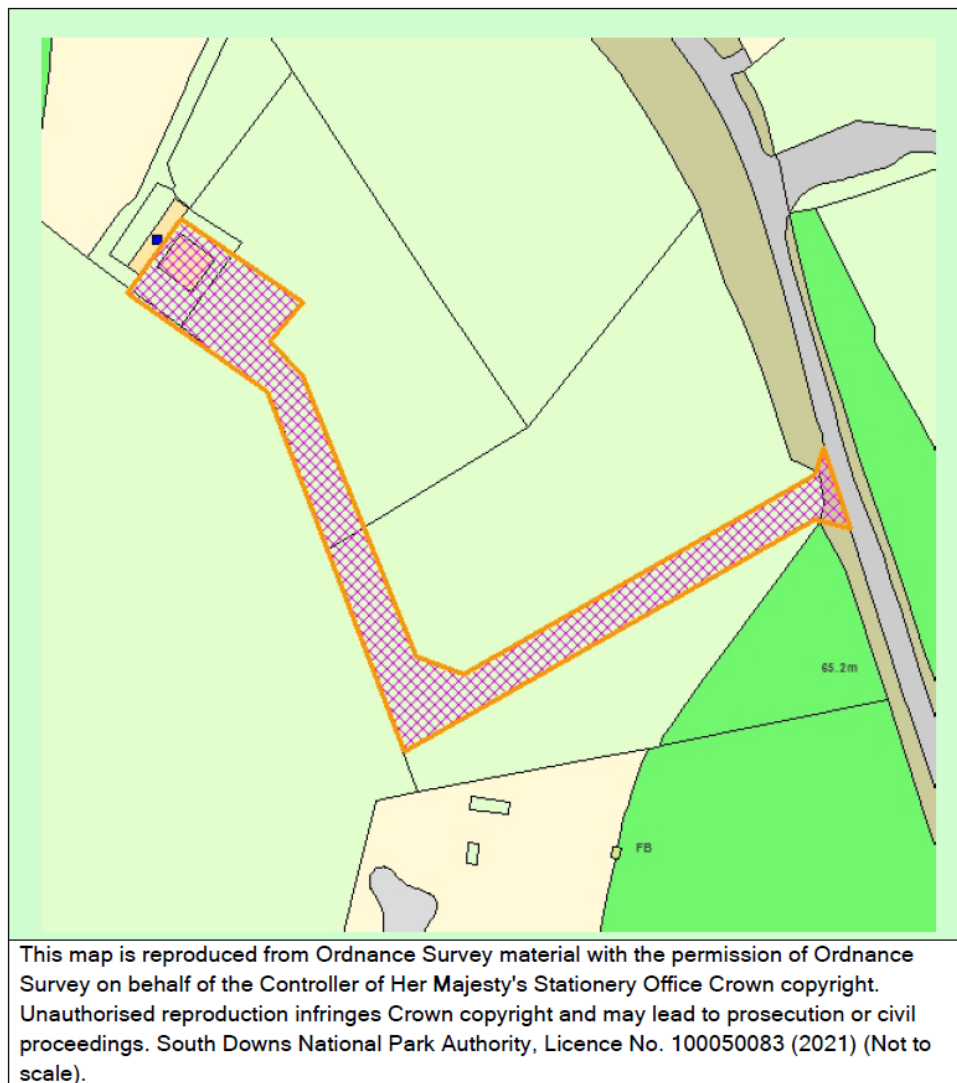 65.2m
FB
This map is reproduced from Ordnance Survey material with the permission of Ordnance
Survey on behalf of the Controller of Her Majesty's Stationery Office Crown copyright.
Unauthorised reproduction infringes Crown copyright and may lead to prosecution or civil
proceedings. South Downs National Park Authority, Licence No. 100050083 (2021) (Not to
scale).